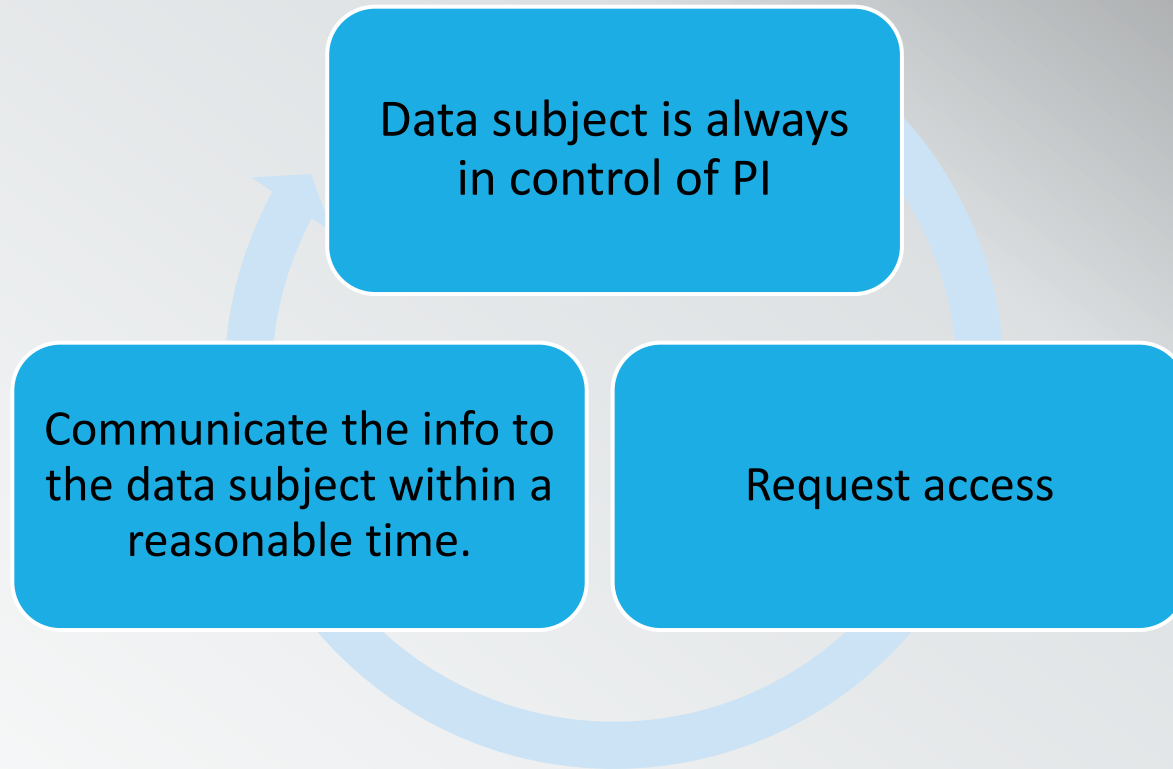 Data subject is always
in control of PI
Communicate the info to
the data subject within a
reasonable time.
Request access